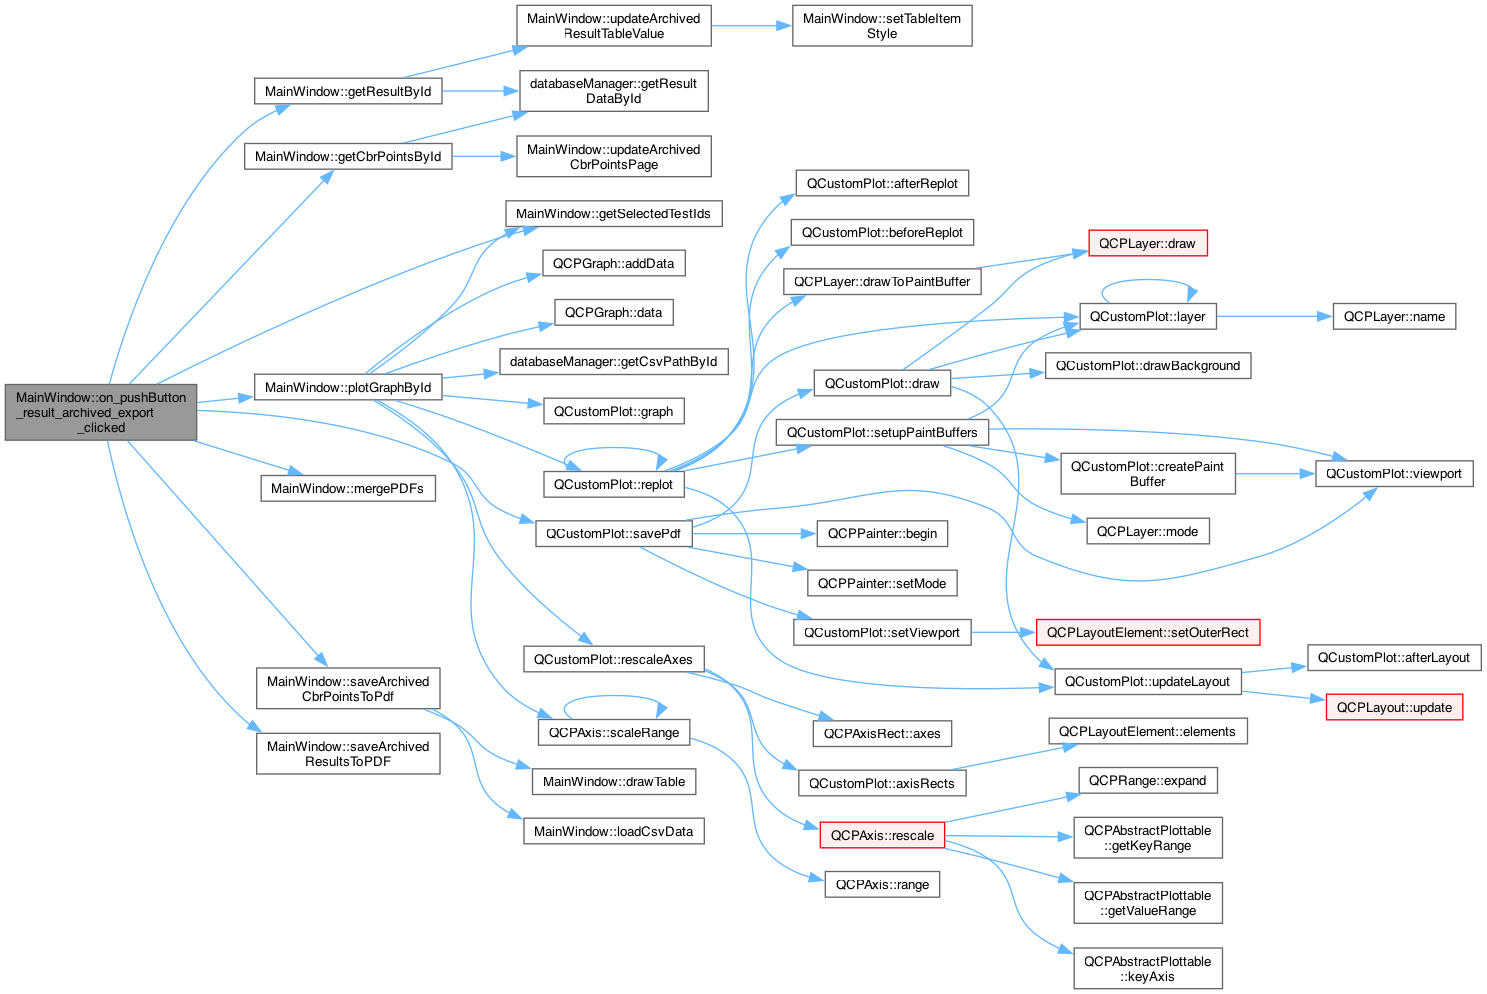 MainWindow::on_pushButton
_result_archived_export
_clicked
MainWindow::getResultById
MainWindow::updateArchived
ResultTableValue
MainWindow::setTableItem
Style
databaseManager::getResult
DataById
MainWindow::getCbrPointsById
MainWindow::updateArchived
CbrPointsPage
MainWindow::getSelectedTestIds
MainWindow::plotGraphById
QCPGraph::addData
QCPGraph::data
databaseManager::getCsvPathById
QCustomPlot::graph
QCustomPlot::replot
QCustomPlot::afterReplot
QCustomPlot::beforeReplot
QCPLayer::drawToPaintBuffer
QCPLayer::draw
QCustomPlot::layer
QCPLayer::name
QCustomPlot::draw
QCustomPlot::drawBackground
QCustomPlot::setupPaintBuffers
QCustomPlot::createPaint
Buffer
QCustomPlot::viewport
QCPLayer::mode
MainWindow::mergePDFs
QCustomPlot::savePdf
QCPPainter::begin
QCPPainter::setMode
QCustomPlot::setViewport
QCPLayoutElement::setOuterRect
QCustomPlot::updateLayout
QCustomPlot::afterLayout
QCPLayout::update
QCustomPlot::rescaleAxes
QCPAxis::scaleRange
QCPAxisRect::axes
QCustomPlot::axisRects
QCPLayoutElement::elements
QCPAxis::rescale
QCPRange::expand
QCPAbstractPlottable
::getKeyRange
QCPAbstractPlottable
::getValueRange
QCPAbstractPlottable
::keyAxis
QCPAxis::range
MainWindow::saveArchived
CbrPointsToPdf
MainWindow::saveArchived
ResultsToPDF
MainWindow::drawTable
MainWindow::loadCsvData